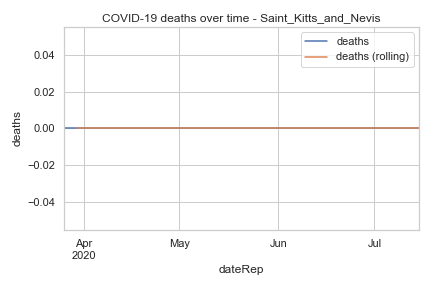 COVID-19 deaths over time - Saint_Kitts_and_Nevis
deaths
deaths (rolling)
0.04
0.02
0.00
−0.02
−0.04
deaths
Apr
2020
May
Jun
Jul
dateRep